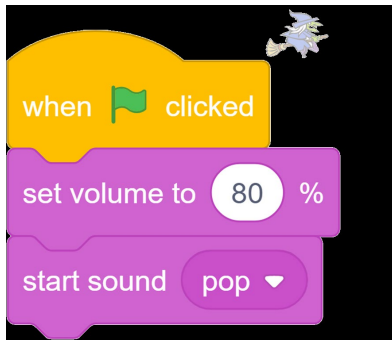 when clicked
set volume to 80 %
start sound pop